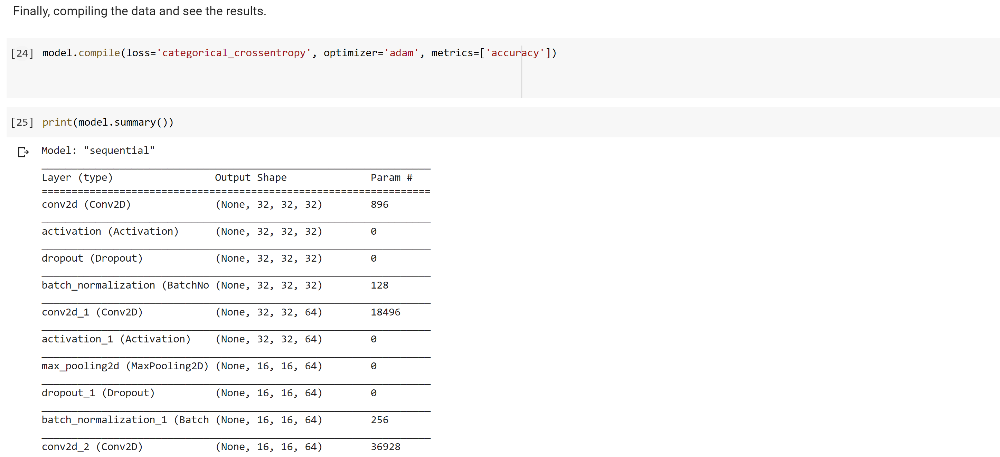 Finally, compiling the data and see the results.
[24] model.compile(loss='categorical_crossentropy', optimizer='adam', metrics=['accuracy'])
[25] print(model.summary())
Model: "sequential"
_________________________________________________________________
Layer (type)                 Output Shape              Param #
=================================================================
conv2d (Conv2D)              (None, 32, 32, 32)        896
_________________________________________________________________
activation (Activation)      (None, 32, 32, 32)        0
_________________________________________________________________
dropout (Dropout)            (None, 32, 32, 32)        0
_________________________________________________________________
batch_normalization (BatchNo (None, 32, 32, 32)        128
_________________________________________________________________
conv2d_1 (Conv2D)            (None, 32, 32, 64)        18496
_________________________________________________________________
activation_1 (Activation)    (None, 32, 32, 64)        0
_________________________________________________________________
max_pooling2d (MaxPooling2D) (None, 16, 16, 64)        0
_________________________________________________________________
dropout_1 (Dropout)          (None, 16, 16, 64)        0
_________________________________________________________________
batch_normalization_1 (Batch (None, 16, 16, 64)        256
_________________________________________________________________
conv2d_2 (Conv2D)            (None, 16, 16, 64)        36928